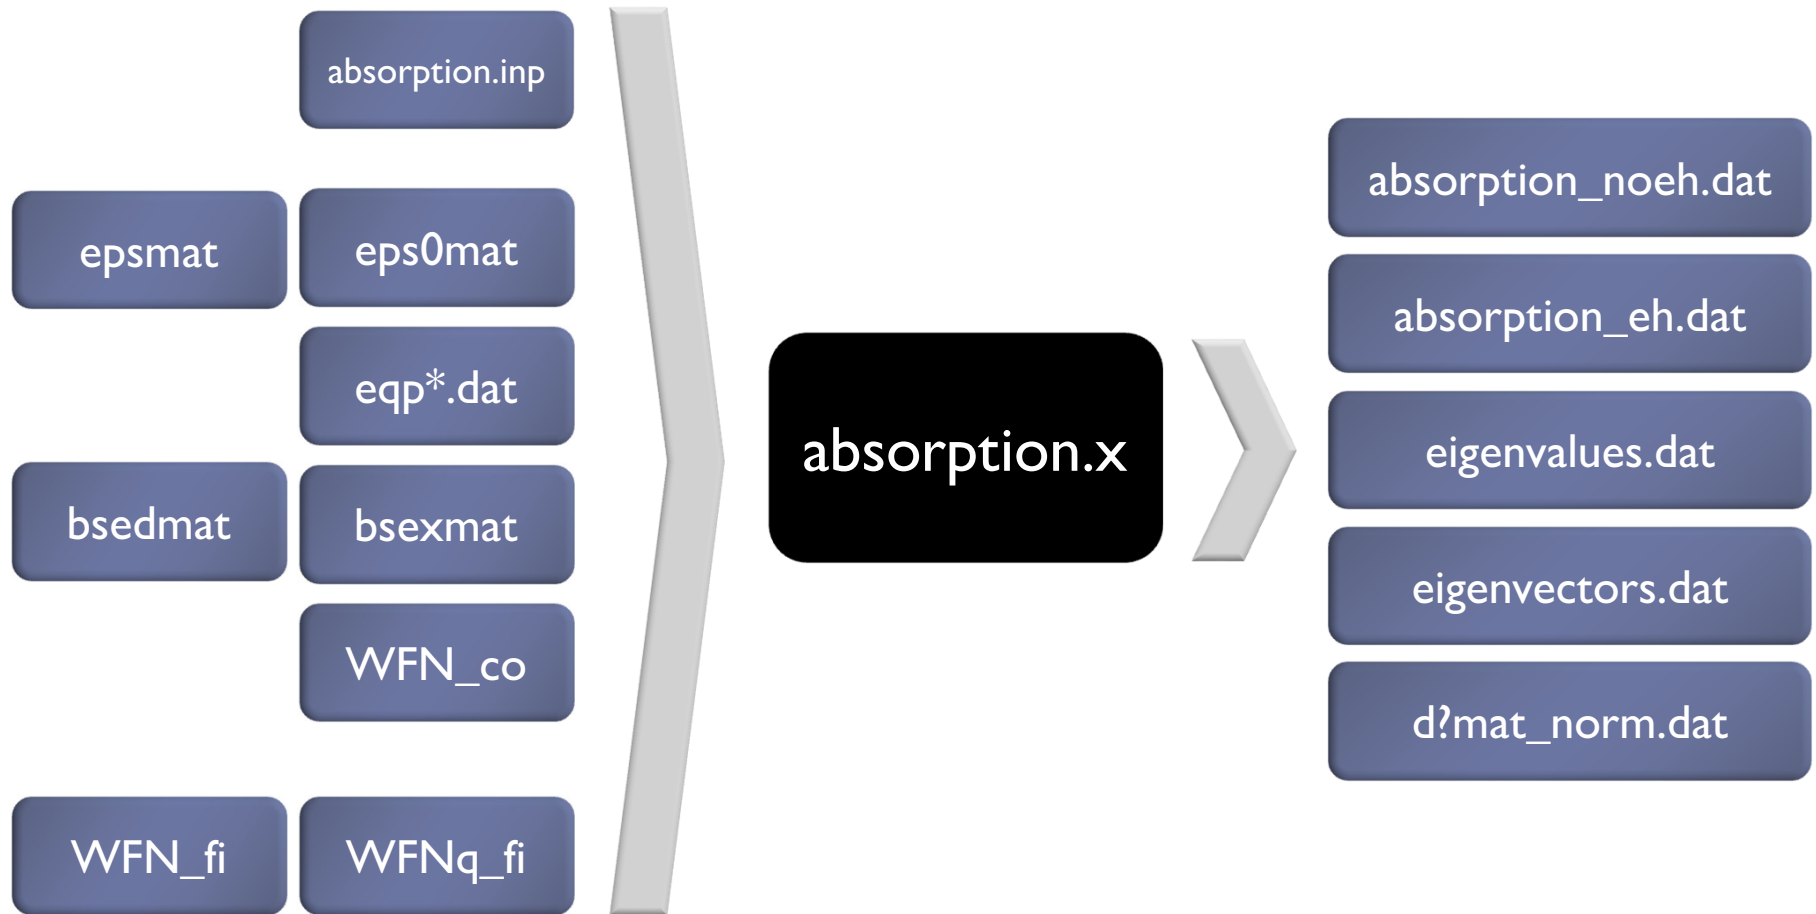 absorption.inp
epsmat
eps0mat
eqp*.dat
bsedmat
bsexmat
WFN_co
WFN_fi
WFNq_fi
absorption.x
absorption_noeh.dat
absorption_eh.dat
eigenvalues.dat
eigenvectors.dat
d?mat_norm.dat